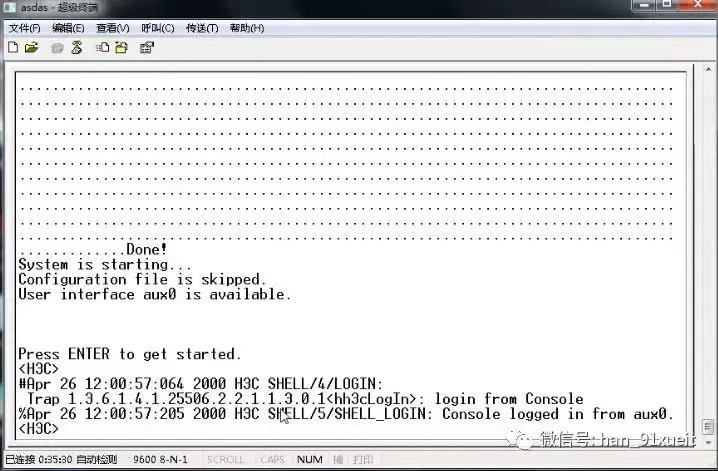 asdas - 超级终端
文件(F) 编辑(E) 查看(V) 呼叫(C) 传送(T) 帮助(H)
.............Done!
System is starting...
Configuration file is skipped.
User interface aux0 is available.
Press ENTER to get started.
<H3C>
#Apr 26 12:00:57:064 2000 H3C SHELL/4/LOGIN:
Trap 1.3.6.1.4.1.25506.2.2.1.1.3.0.1<hh3cLogIn>: login from Console
%Apr 26 12:00:57:205 2000 H3C SHELL/5/SHELL_LOGIN: Console logged in from aux0.
<H3C>
微信号: han_91xueit
已连接 0:35:30 自动检测 9600 8-N-1 SCROLL CAPS NUM 捕 打印